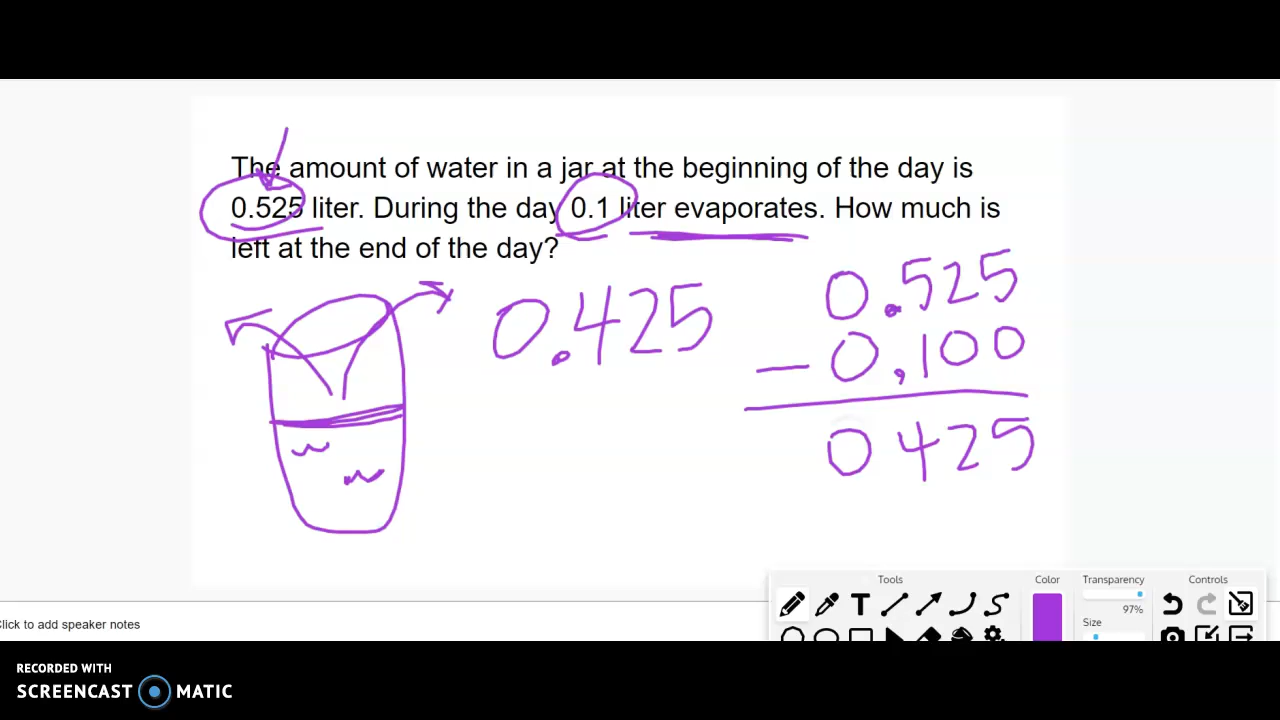 The amount of water in a jar at the beginning of the day is
0.525 liter. During the day 0.1 liter evaporates. How much is
left at the end of the day?
0.425
0.525
- 0.100
0 425
Tools
Color
Transparency
Controls
97%
Size
T
Click to add speaker notes
RECORDED WITH
SCREENCAST MATIC